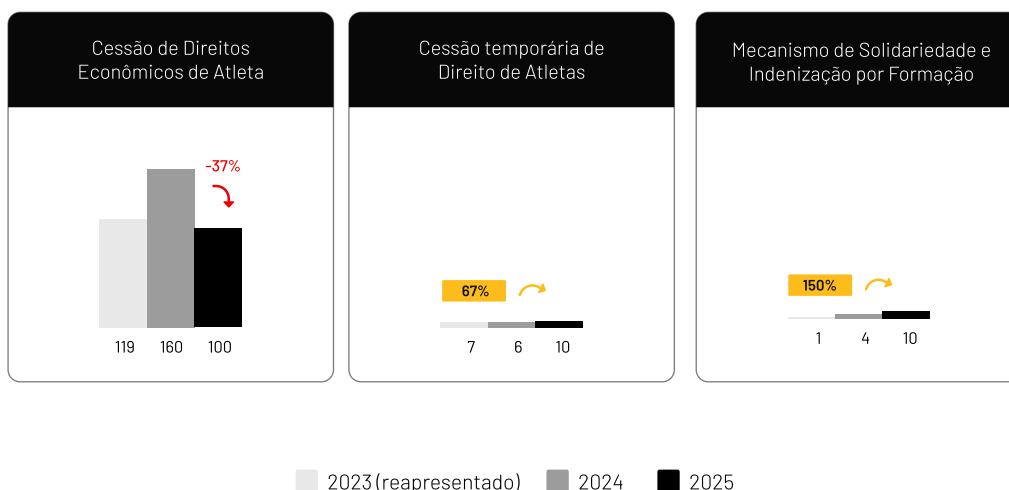 Cessão de Direitos
Econômicos de Atleta
-37%
119 160 100
Cessão temporária de
Direito de Atletas
67%
7 6 10
Mecanismo de Solidariedade e
Indenização por Formação
150%
1 4 10
2023 (reapresentado) 2024 2025